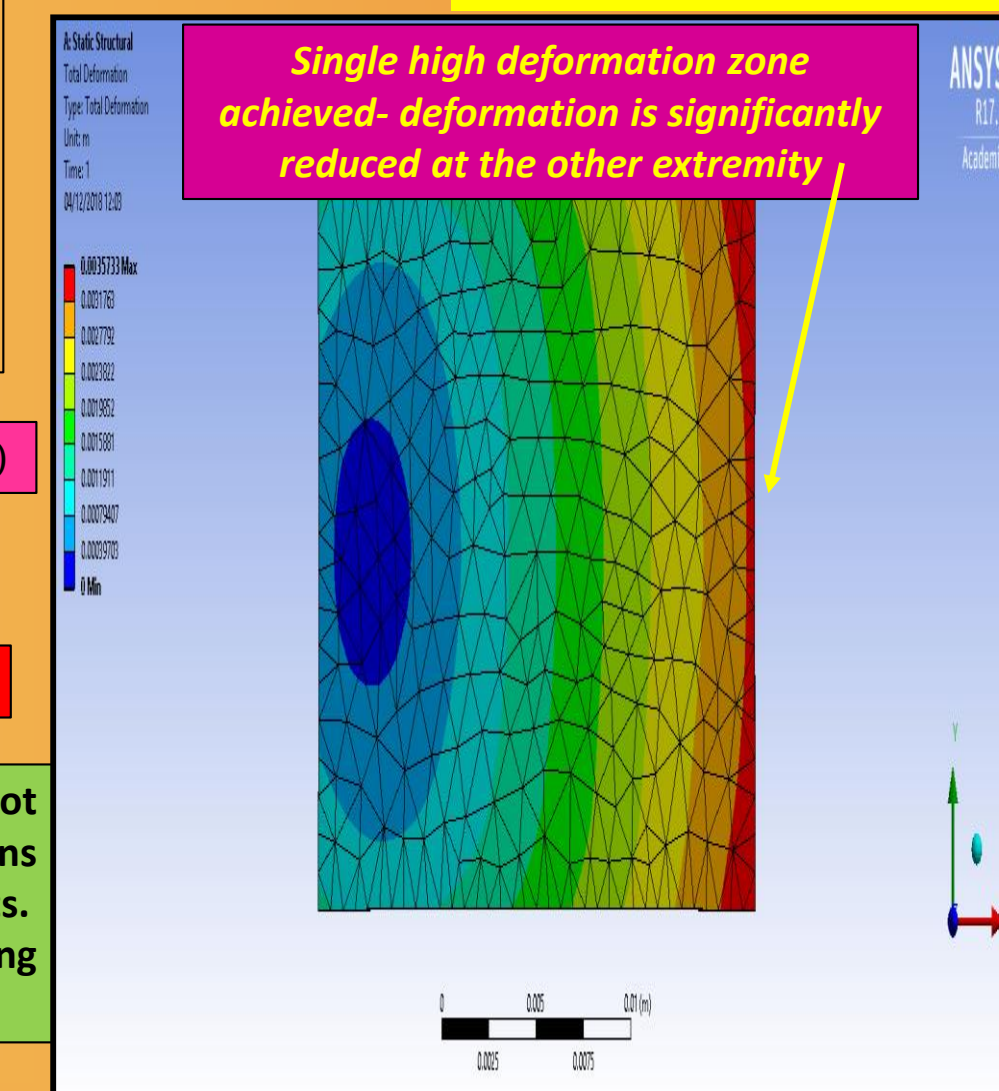 A: Static Structural
Total Deformation
Type: Total Deformation
Unit: m
Time: 1
04/12/2018 12:03
Single high deformation zone
achieved- deformation is significantly
reduced at the other extremity
ANSYS
R17.
Academi
0.0035733 Max
0.0031763
0.0027792
0.0023822
0.0019852
0.0015881
0.0011911
0.00079407
0.00039703
0 Min
)
ot
ns
s.
ng
Y
0 0.005 0.01 (m)
0.0025 0.0075